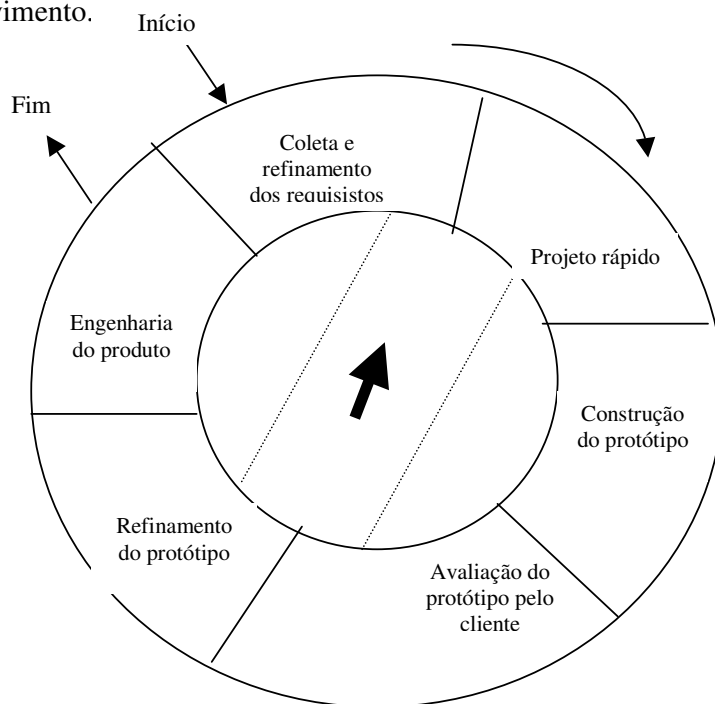 vimento.
Início
Fim
Coleta e
refinamento
dos requisistos
Projeto rápido
Engenharia
do produto
Construção
do protótipo
Refinamento
do protótipo
Avaliação do
protótipo pelo
cliente